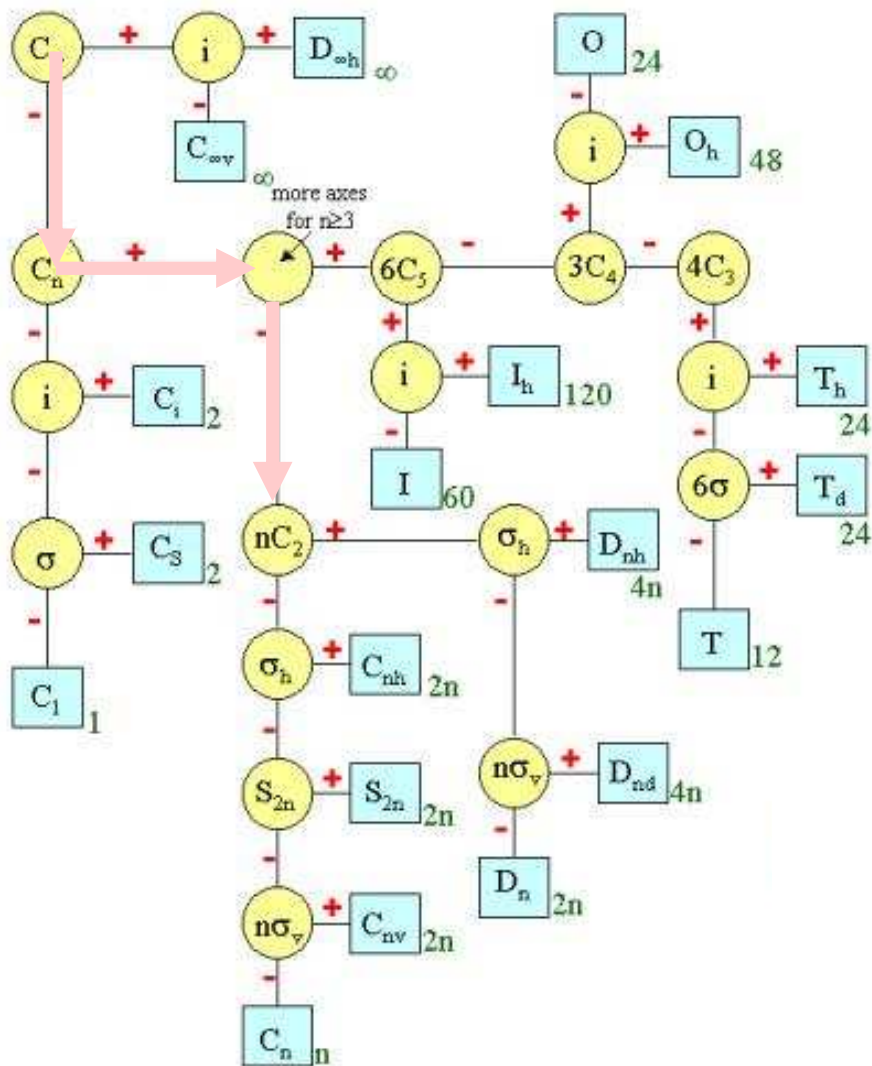 C + i + D∞h ∞
O 24
-
-
-
C∞v ∞
i + Oh 48
more axes
for n≥3
+
Cn + + 6C5 - 3C4 - 4C3
-
-
+
+
i + Ci 2
i + Ih 120
i + Th 24
-
-
-
I 60
6σ + Td 24
σ + CS 2
nC2 + σh + Dnh 4n
-
-
-
-
T 12
C1 1
σh + Cnh 2n
-
S2n + S2n 2n
nσv + Dnd 4n
-
-
Dn 2n
nσv + Cnv 2n
-
Cn n